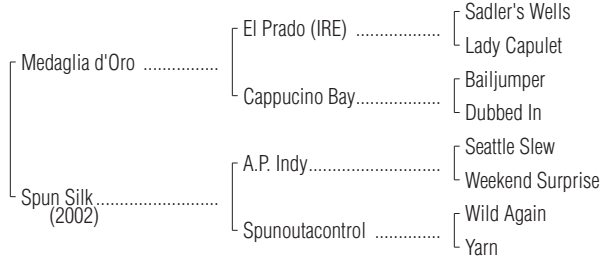 Sadler's Wells
El Prado (IRE) ..................
Lady Capulet
Medaglia d'Oro ................
Bailjumper
Cappucino Bay..................
Dubbed In
Seattle Slew
A.P. Indy............................
Weekend Surprise
Spun Silk..........................
(2002)
Wild Again
Spunoutacontrol ..............
Yarn